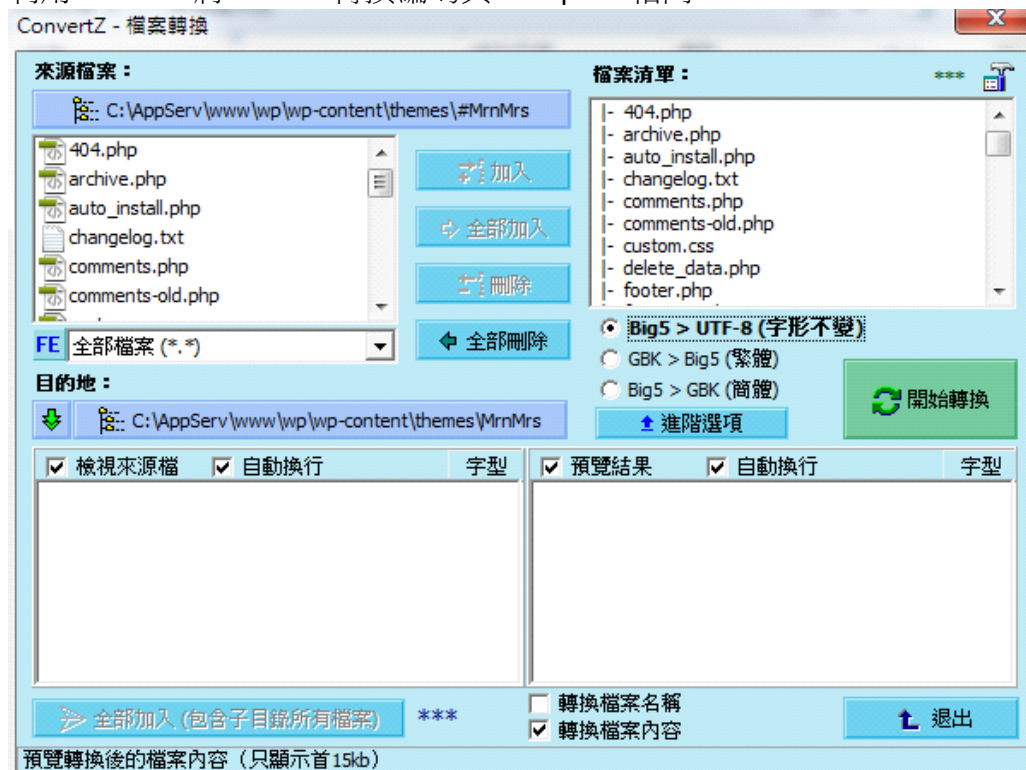 ConvertZ - 檔案轉換
來源檔案：
C:\AppServ\www\wp\wp-content\themes\#MrnMrs
404.php
archive.php
auto_install.php
changelog.txt
comments.php
comments-old.php
FE 全部檔案 (*.*)
加入
全部加入
刪除
全部刪除
檔案清單：
***
|- 404.php
|- archive.php
|- auto_install.php
|- changelog.txt
|- comments.php
|- comments-old.php
|- custom.css
|- delete_data.php
|- footer.php
Big5 > UTF-8 (字形不變)
GBK > Big5 (繁體)
Big5 > GBK (簡體)
進階選項
開始轉換
目的地：
C:\AppServ\www\wp\wp-content\themes\MrnMrs
檢視來源檔 自動換行 字型
預覽結果 自動換行 字型
全部加入 (包含子目錄所有檔案)
***
轉換檔案名稱
轉換檔案內容
退出
預覽轉換後的檔案內容（只顯示首15kb）